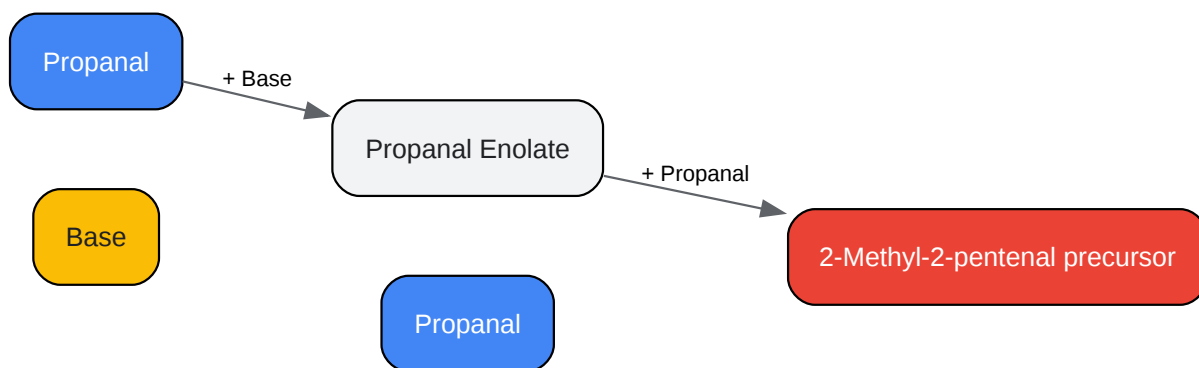 Propanal
+ Base
Propanal Enolate
+ Propanal
Base
2-Methyl-2-pentenal precursor
Propanal